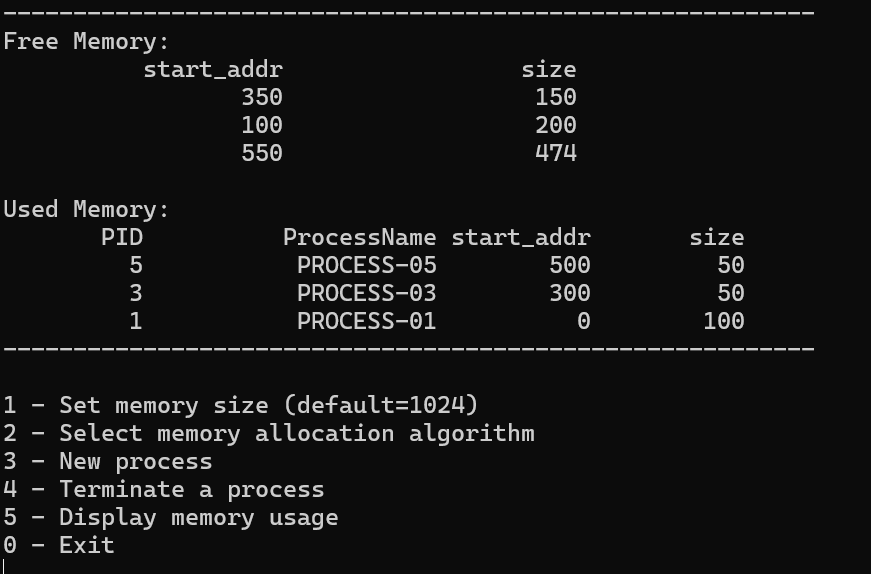 ----------------------------------------------------------
Free Memory:
          start_addr                 size
                 350                  150
                 100                  200
                 550                  474

Used Memory:
       PID          ProcessName start_addr       size
         5           PROCESS-05        500         50
         3           PROCESS-03        300         50
         1           PROCESS-01          0        100
----------------------------------------------------------

1 - Set memory size (default=1024)
2 - Select memory allocation algorithm
3 - New process
4 - Terminate a process
5 - Display memory usage
0 - Exit